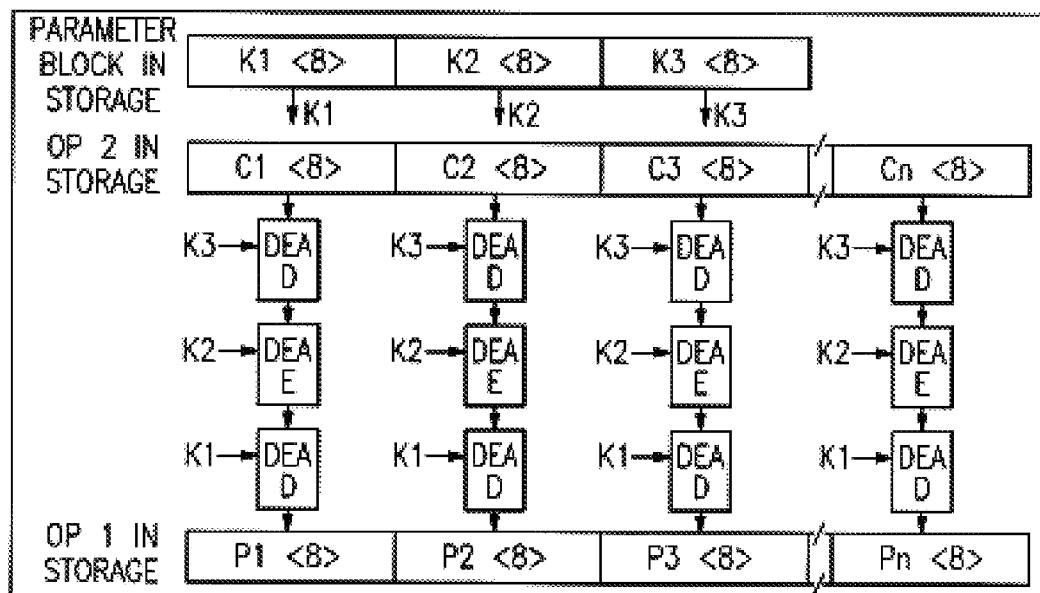 PARAMETER
BLOCK IN
STORAGE
K1 <8> K2 <8> K3 <8>
K1 K2 K3
OP 2 IN
STORAGE
C1 <8> C2 <8> C3 <8> Cn <8>
K3 DEA K3 DEA K3 DEA K3 DEA
D D D D
K2 DEA K2 DEA K2 DEA K2 DEA
E E E E
K1 DEA K1 DEA K1 DEA K1 DEA
D D D D
OP 1 IN
STORAGE
P1 <8> P2 <8> P3 <8> Pn <8>